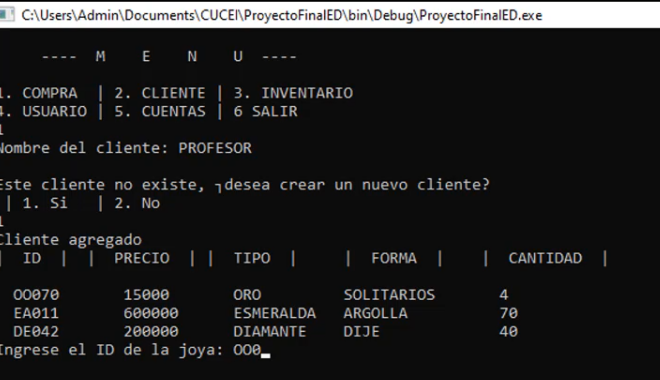 C:\Users\Admin\Documents\CUCEI\ProyectoFinalED\bin\Debug\ProyectoFinalED.exe
---- M E N U ----
1. COMPRA | 2. CLIENTE | 3. INVENTARIO
4. USUARIO | 5. CUENTAS | 6 SALIR
1
Nombre del cliente: PROFESOR
Este cliente no existe, ┐desea crear un nuevo cliente?
| 1. Si | 2. No
1
Cliente agregado
| ID | | PRECIO | | TIPO | | FORMA | | CANTIDAD |
OO070 15000 ORO SOLITARIOS 4
EA011 600000 ESMERALDA ARGOLLA 70
DE042 200000 DIAMANTE DIJE 40
Ingrese el ID de la joya: OO0_